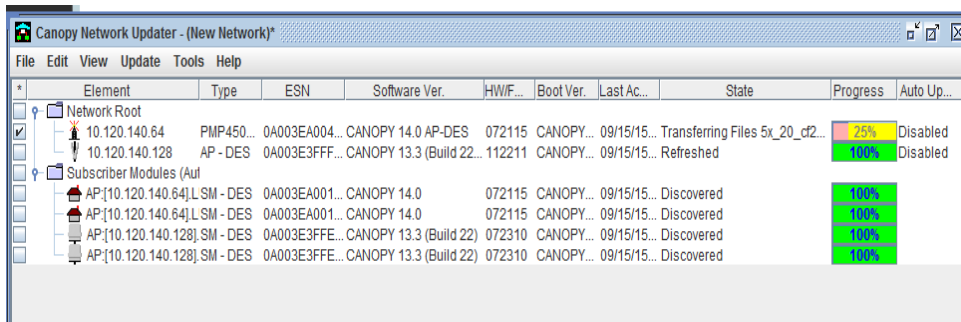 Canopy Network Updater - (New Network)*
File Edit View Update Tools Help
* Element Type ESN Software Ver. HW/F... Boot Ver. Last Ac... State Progress Auto Up...
Network Root
10.120.140.64 PMP450... 0A003EA004... CANOPY 14.0 AP-DES 072115 CANOPY... 09/15/15... Transferring Files 5x_20_cf2... 25% Disabled
10.120.140.128 AP - DES 0A003E3FFF... CANOPY 13.3 (Build 22... 112211 CANOPY... 09/15/15... Refreshed 100% Disabled
Subscriber Modules (Aut
AP:[10.120.140.64].L SM - DES 0A003EA001... CANOPY 14.0 072115 CANOPY... 09/15/15... Discovered 100%
AP:[10.120.140.64].L SM - DES 0A003EA001... CANOPY 14.0 072115 CANOPY... 09/15/15... Discovered 100%
AP:[10.120.140.128]. SM - DES 0A003E3FFE... CANOPY 13.3 (Build 22) 072310 CANOPY... 09/15/15... Discovered 100%
AP:[10.120.140.128]. SM - DES 0A003E3FFE... CANOPY 13.3 (Build 22) 072310 CANOPY... 09/15/15... Discovered 100%